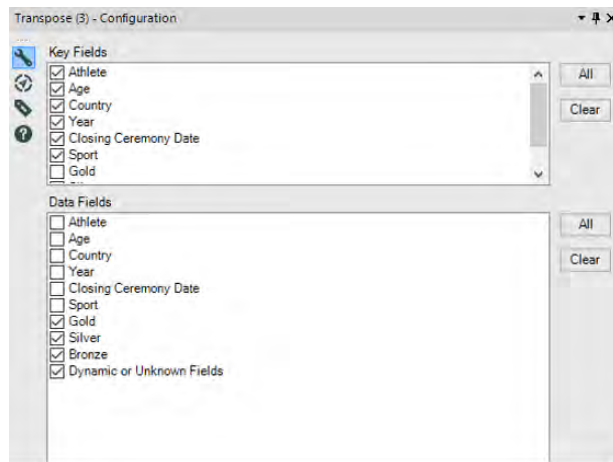 Transpose (3) - Configuration
Key Fields
All
Athlete
Age
Country
Clear
Year
Closing Ceremony Date
Sport
Gold
Data Fields
All
Athlete
Age
Country
Clear
Year
Closing Ceremony Date
Sport
Gold
Silver
Bronze
Dynamic or Unknown Fields